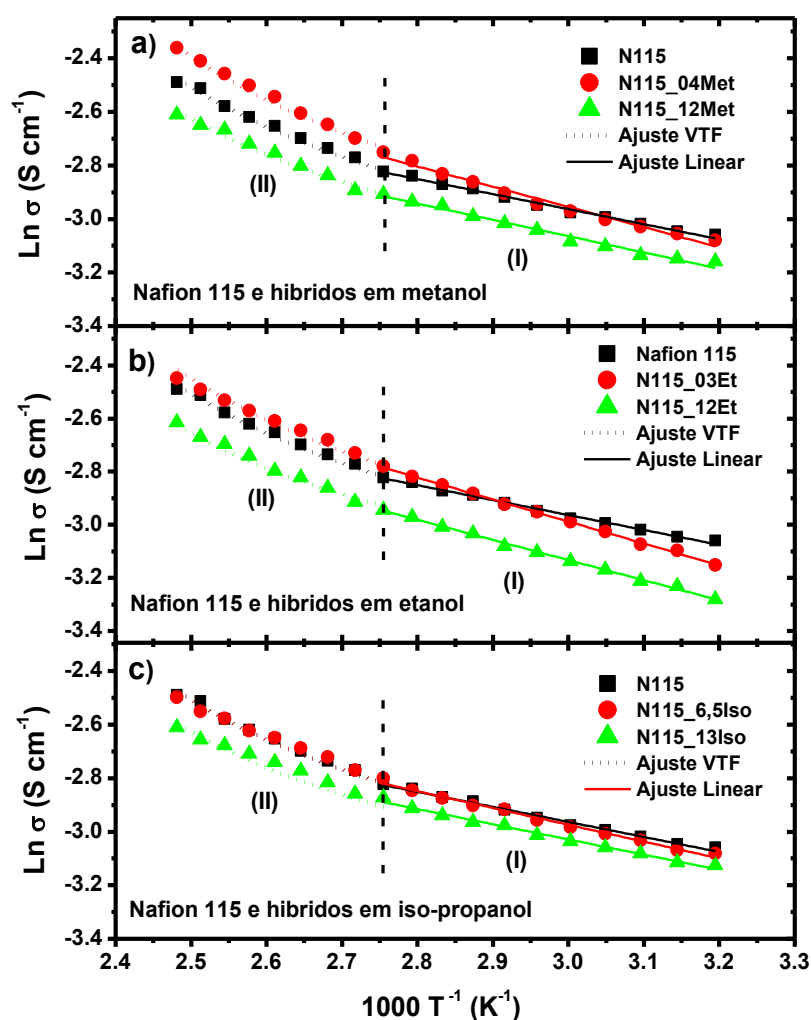 a)
N115
N115_04Met
N115_12Met
Ajuste VTF
Ajuste Linear
(II)
(I)
Nafion 115 e hibridos em metanol
Ln σ (S cm⁻¹)
-2.4
-2.6
-2.8
-3.0
-3.2
-3.4
b)
Nafion 115
N115_03Et
N115_12Et
Ajuste VTF
Ajuste Linear
(II)
(I)
Nafion 115 e hibridos em etanol
Ln σ (S cm⁻¹)
-2.4
-2.6
-2.8
-3.0
-3.2
-3.4
c)
N115
N115_6,5Iso
N115_13Iso
Ajuste VTF
Ajuste Linear
(II)
(I)
Nafion 115 e hibridos em iso-propanol
Ln σ (S cm⁻¹)
-2.4
-2.6
-2.8
-3.0
-3.2
-3.4
2.4 2.5 2.6 2.7 2.8 2.9 3.0 3.1 3.2 3.3
1000 T⁻¹ (K⁻¹)